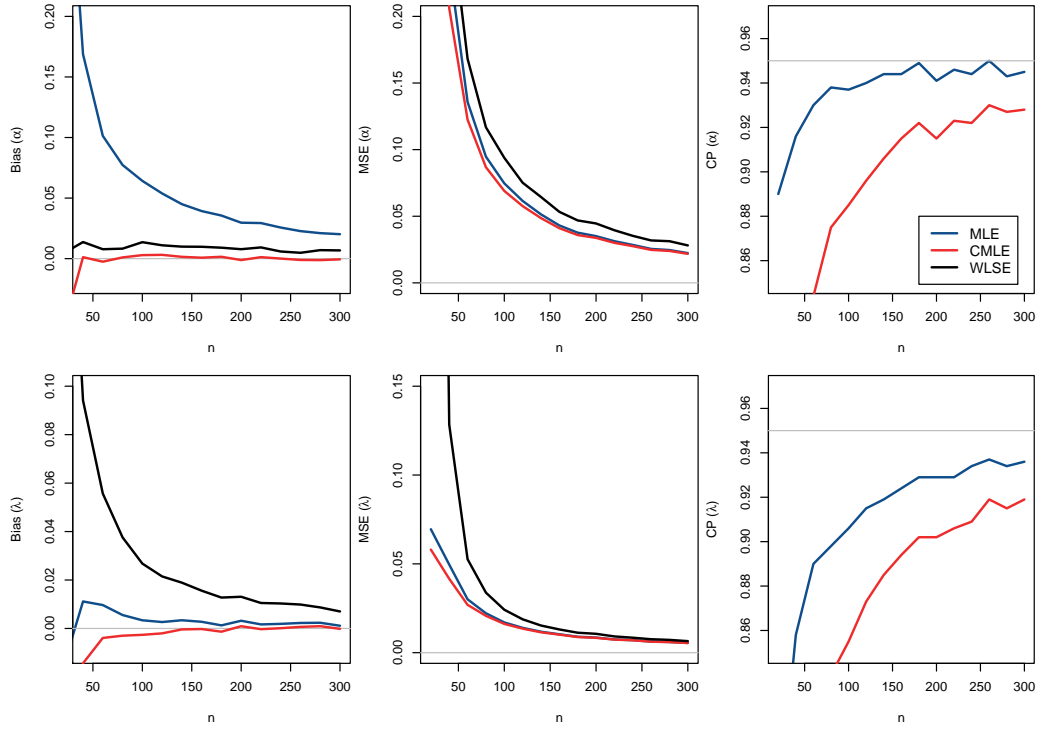 Bias (α)
0.00 0.05 0.10 0.15 0.20
50 100 150 200 250 300
n
MSE (α)
0.00 0.05 0.10 0.15 0.20
50 100 150 200 250 300
n
CP (α)
0.86 0.88 0.90 0.92 0.94 0.96
50 100 150 200 250 300
n
MLE
CMLE
WLSE
Bias (λ)
0.00 0.02 0.04 0.06 0.08 0.10
50 100 150 200 250 300
n
MSE (λ)
0.00 0.05 0.10 0.15
50 100 150 200 250 300
n
CP (λ)
0.86 0.88 0.90 0.92 0.94 0.96
50 100 150 200 250 300
n